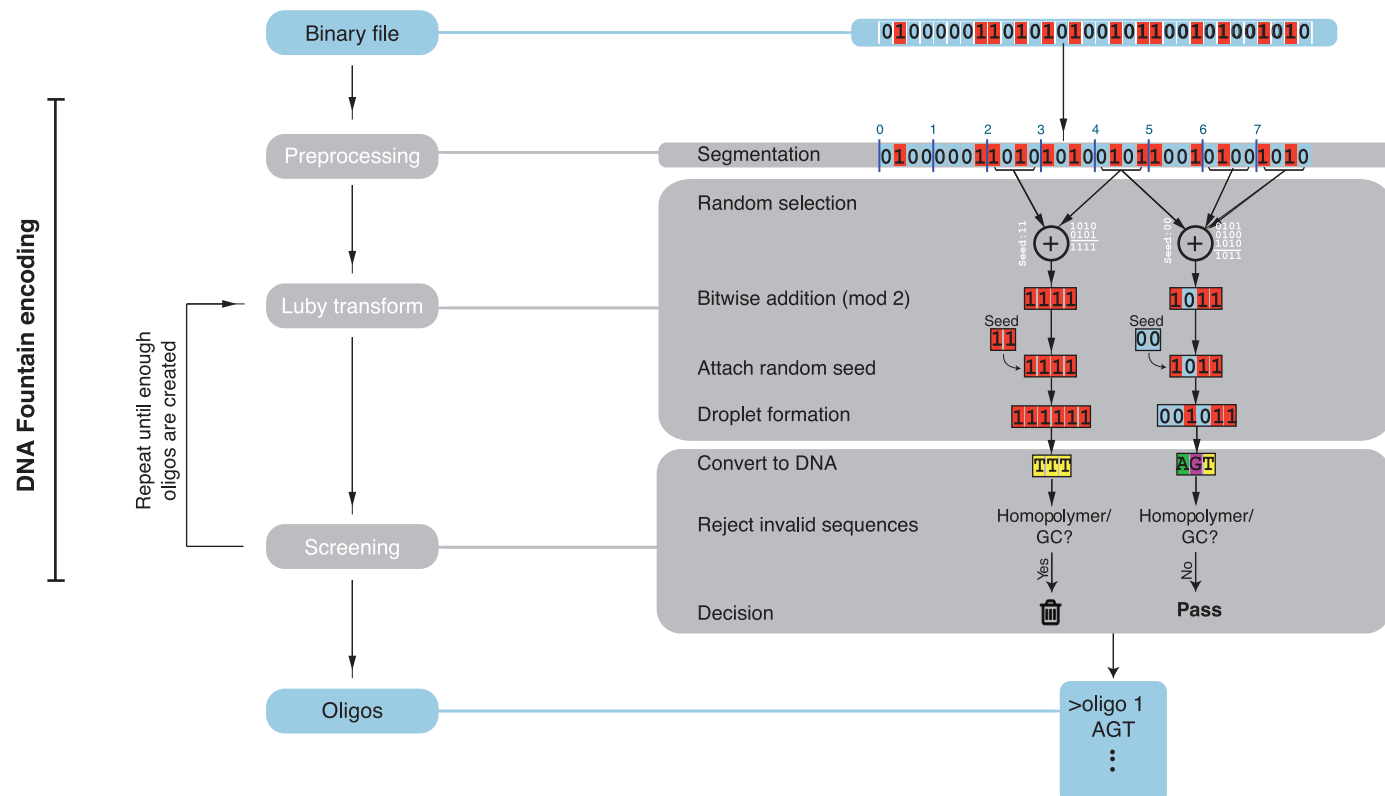 Binary file
01000001101010100101100101001010
DNA Fountain encoding
Preprocessing
Segmentation
0 1 2 3 4 5 6 7
01000001101010100101100101001010
Luby transform
Repeat until enough
oligos are created
Random selection
Seed:11
1010
0101
1111
Seed:00
0101
0100
1010
1011
Bitwise addition (mod 2)
1111
1011
Seed
11
Seed
00
Attach random seed
1111
1011
Droplet formation
111111
001011
Screening
Convert to DNA
TTT
AGT
Reject invalid sequences
Homopolymer/
GC?
Homopolymer/
GC?
Yes
No
Decision
Pass
Oligos
>oligo 1
AGT
⋮